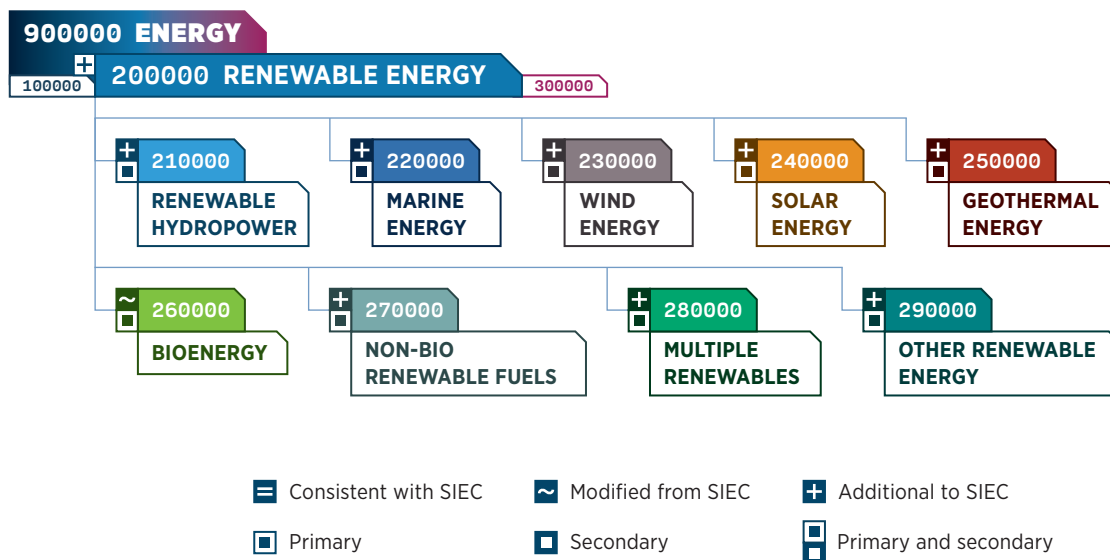 900000 ENERGY
+
100000
200000 RENEWABLE ENERGY
300000
+ 210000
RENEWABLE
HYDROPOWER
+ 220000
MARINE
ENERGY
+ 230000
WIND
ENERGY
+ 240000
SOLAR
ENERGY
+ 250000
GEOTHERMAL
ENERGY
~ 260000
BIOENERGY
+ 270000
NON-BIO
RENEWABLE FUELS
+ 280000
MULTIPLE
RENEWABLES
+ 290000
OTHER RENEWABLE
ENERGY
= Consistent with SIEC
~ Modified from SIEC
+ Additional to SIEC
Primary
Secondary
Primary and secondary